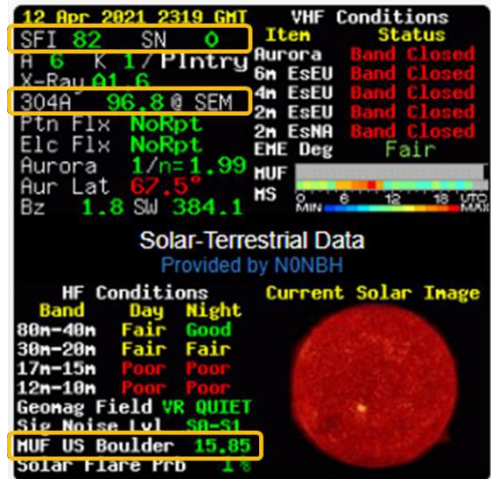 12 Apr 2021 2319 GMT
SFI 82 SN 0
A 6 K 1 / Plntry
X-Ray A1.6
304A 96.8 @ SEM
Ptn Flx NoRpt
Elc Flx NoRpt
Aurora 1/n=1.99
Aur Lat 67.5°
Bz 1.8 SW 384.1
VHF Conditions
Item Status
Aurora Band Closed
6m EsEU Band Closed
4m EsEU Band Closed
2m EsEU Band Closed
2m EsNA Band Closed
EME Deg Fair
MUF
MS 0 6 12 18 UTC
MIN MAX
Solar-Terrestrial Data
Provided by N0NBH
HF Conditions
Band Day Night
80m-40m Fair Good
30m-20m Fair Fair
17m-15m Poor Poor
12m-10m Poor Poor
Geomag Field VR QUIET
Sig Noise Lvl S0-S1
MUF US Boulder 15.85
Solar Flare Prb 1%
Current Solar Image